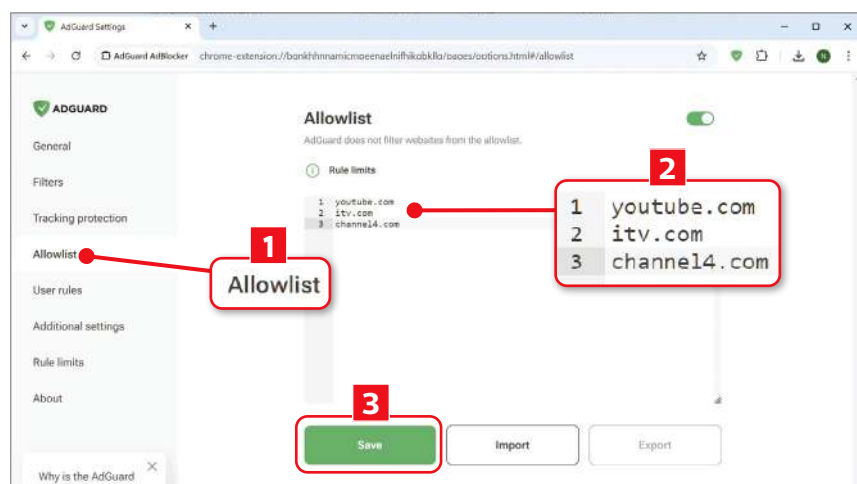 AdGuard Settings
AdGuard AdBlocker
chrome-extension://bgnkhhnnamicmpeenaelnjfhikgbkllg/pages/options.html#/allowlist
N
ADGUARD
General
Filters
Tracking protection
Allowlist
User rules
Additional settings
Rule limits
About
Why is the AdGuard
Allowlist
AdGuard does not filter websites from the allowlist.
Rule limits
1 youtube.com
2 itv.com
3 channel4.com
1
Allowlist
2
1 youtube.com
2 itv.com
3 channel4.com
3
Save
Import
Export